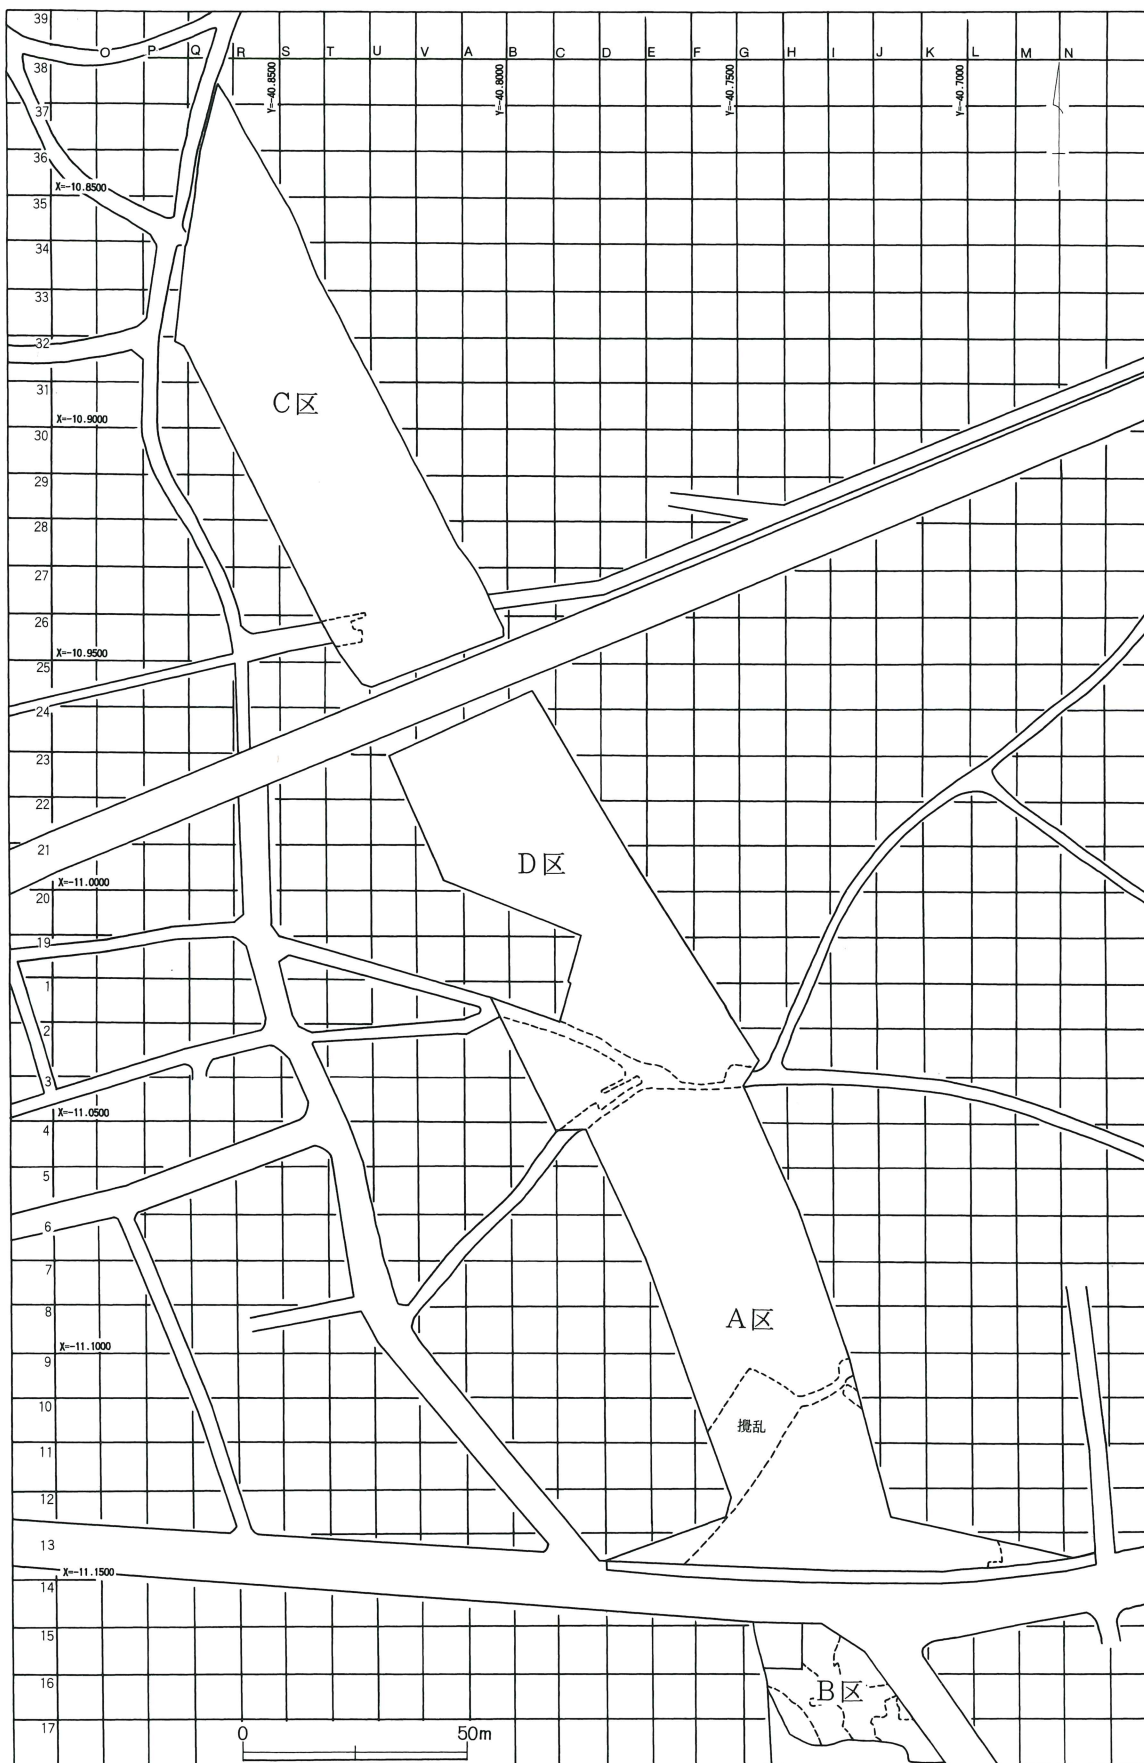 39
O P Q R S T U V A B C D E F G H I J K L M N
38
Y=-40.8500
Y=-40.8000
Y=-40.7500
Y=-40.7000
37
36
X=-10.8500
35
34
33
32
31
C区
X=-10.9000
30
29
28
27
26
X=-10.9500
25
24
23
22
21
D区
X=-11.0000
20
19
1
2
3
X=-11.0500
4
5
6
7
8
A区
X=-11.1000
9
10
攪乱
11
12
13
X=-11.1500
14
15
16
B区
17
0 50m